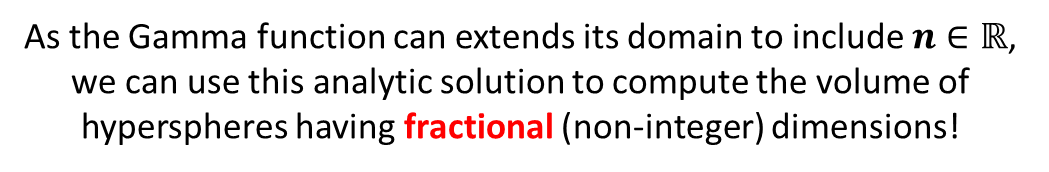 As the Gamma function can extends its domain to include n ∈ ℝ,
we can use this analytic solution to compute the volume of
hyperspheres having fractional (non-integer) dimensions!